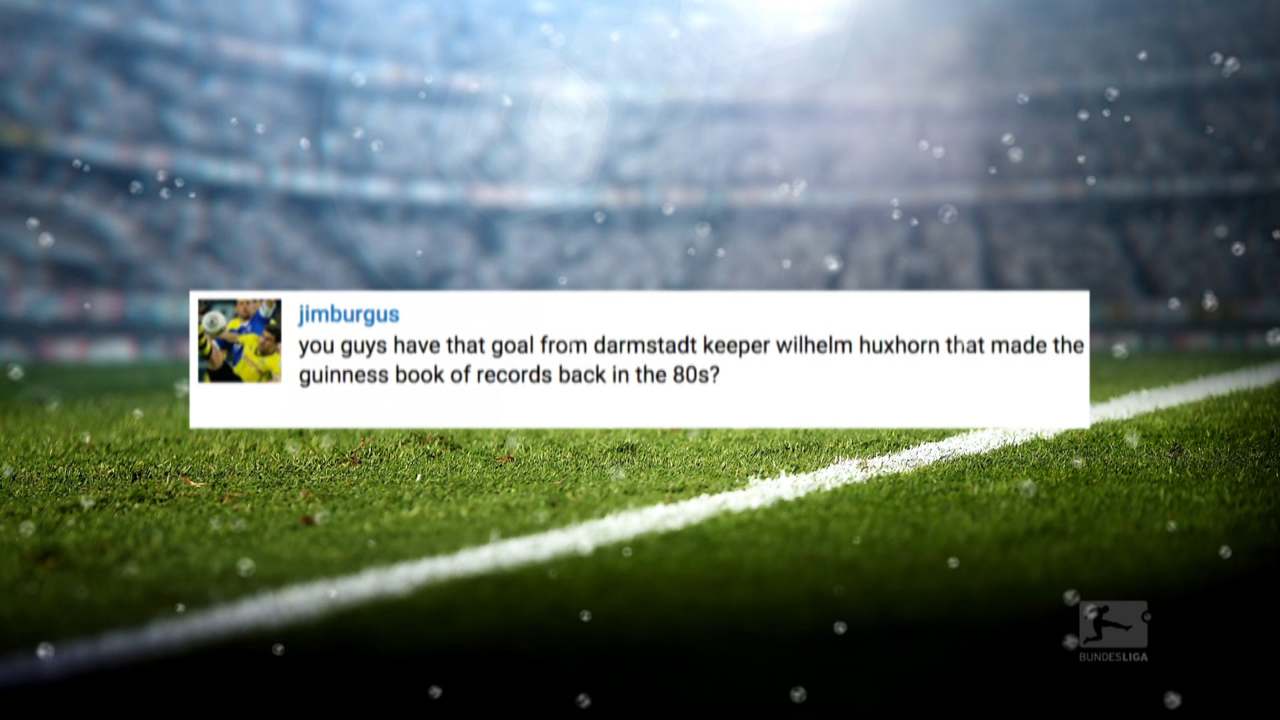 jimburgus
you guys have that goal from darmstadt keeper wilhelm huxhorn that made the
guinness book of records back in the 80s?
BUNDESLIGA